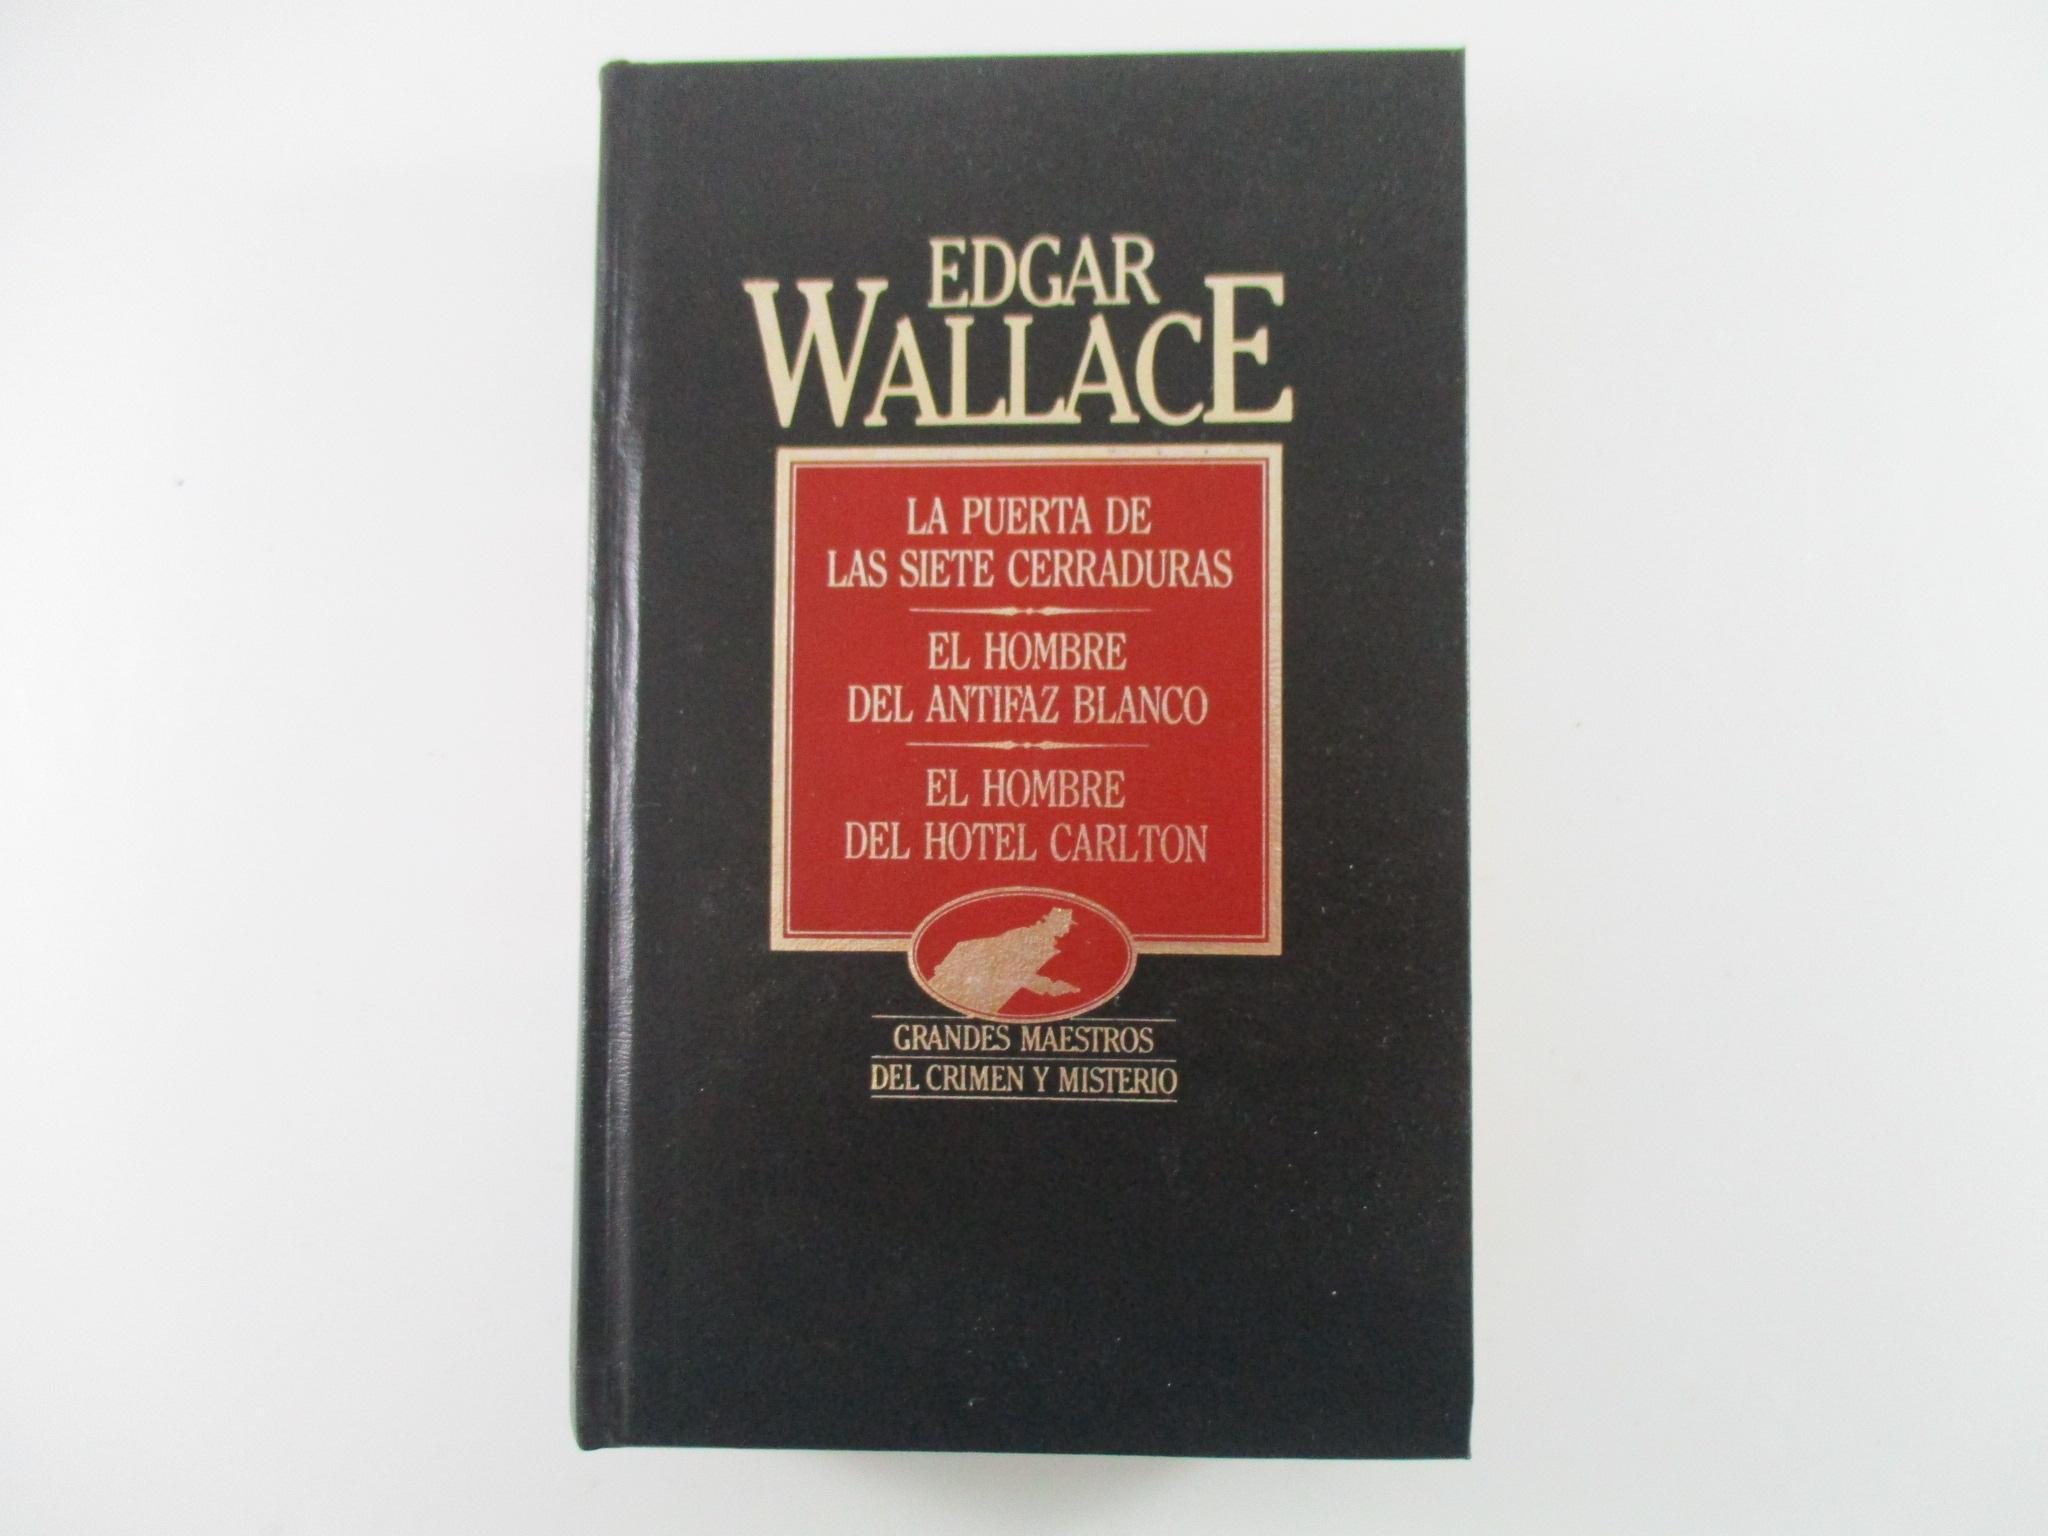 EDGAR
WALLACE
LA PUERTA DE
LAS SIETE CERRADURAS
EL HOMBRE
DEL ANTIFAZ BLANCO
EL HOMBRE
DEL HOTEL CARLTON
GRANDES MAESTROS
DEL CRIMEN Y MISTERIO